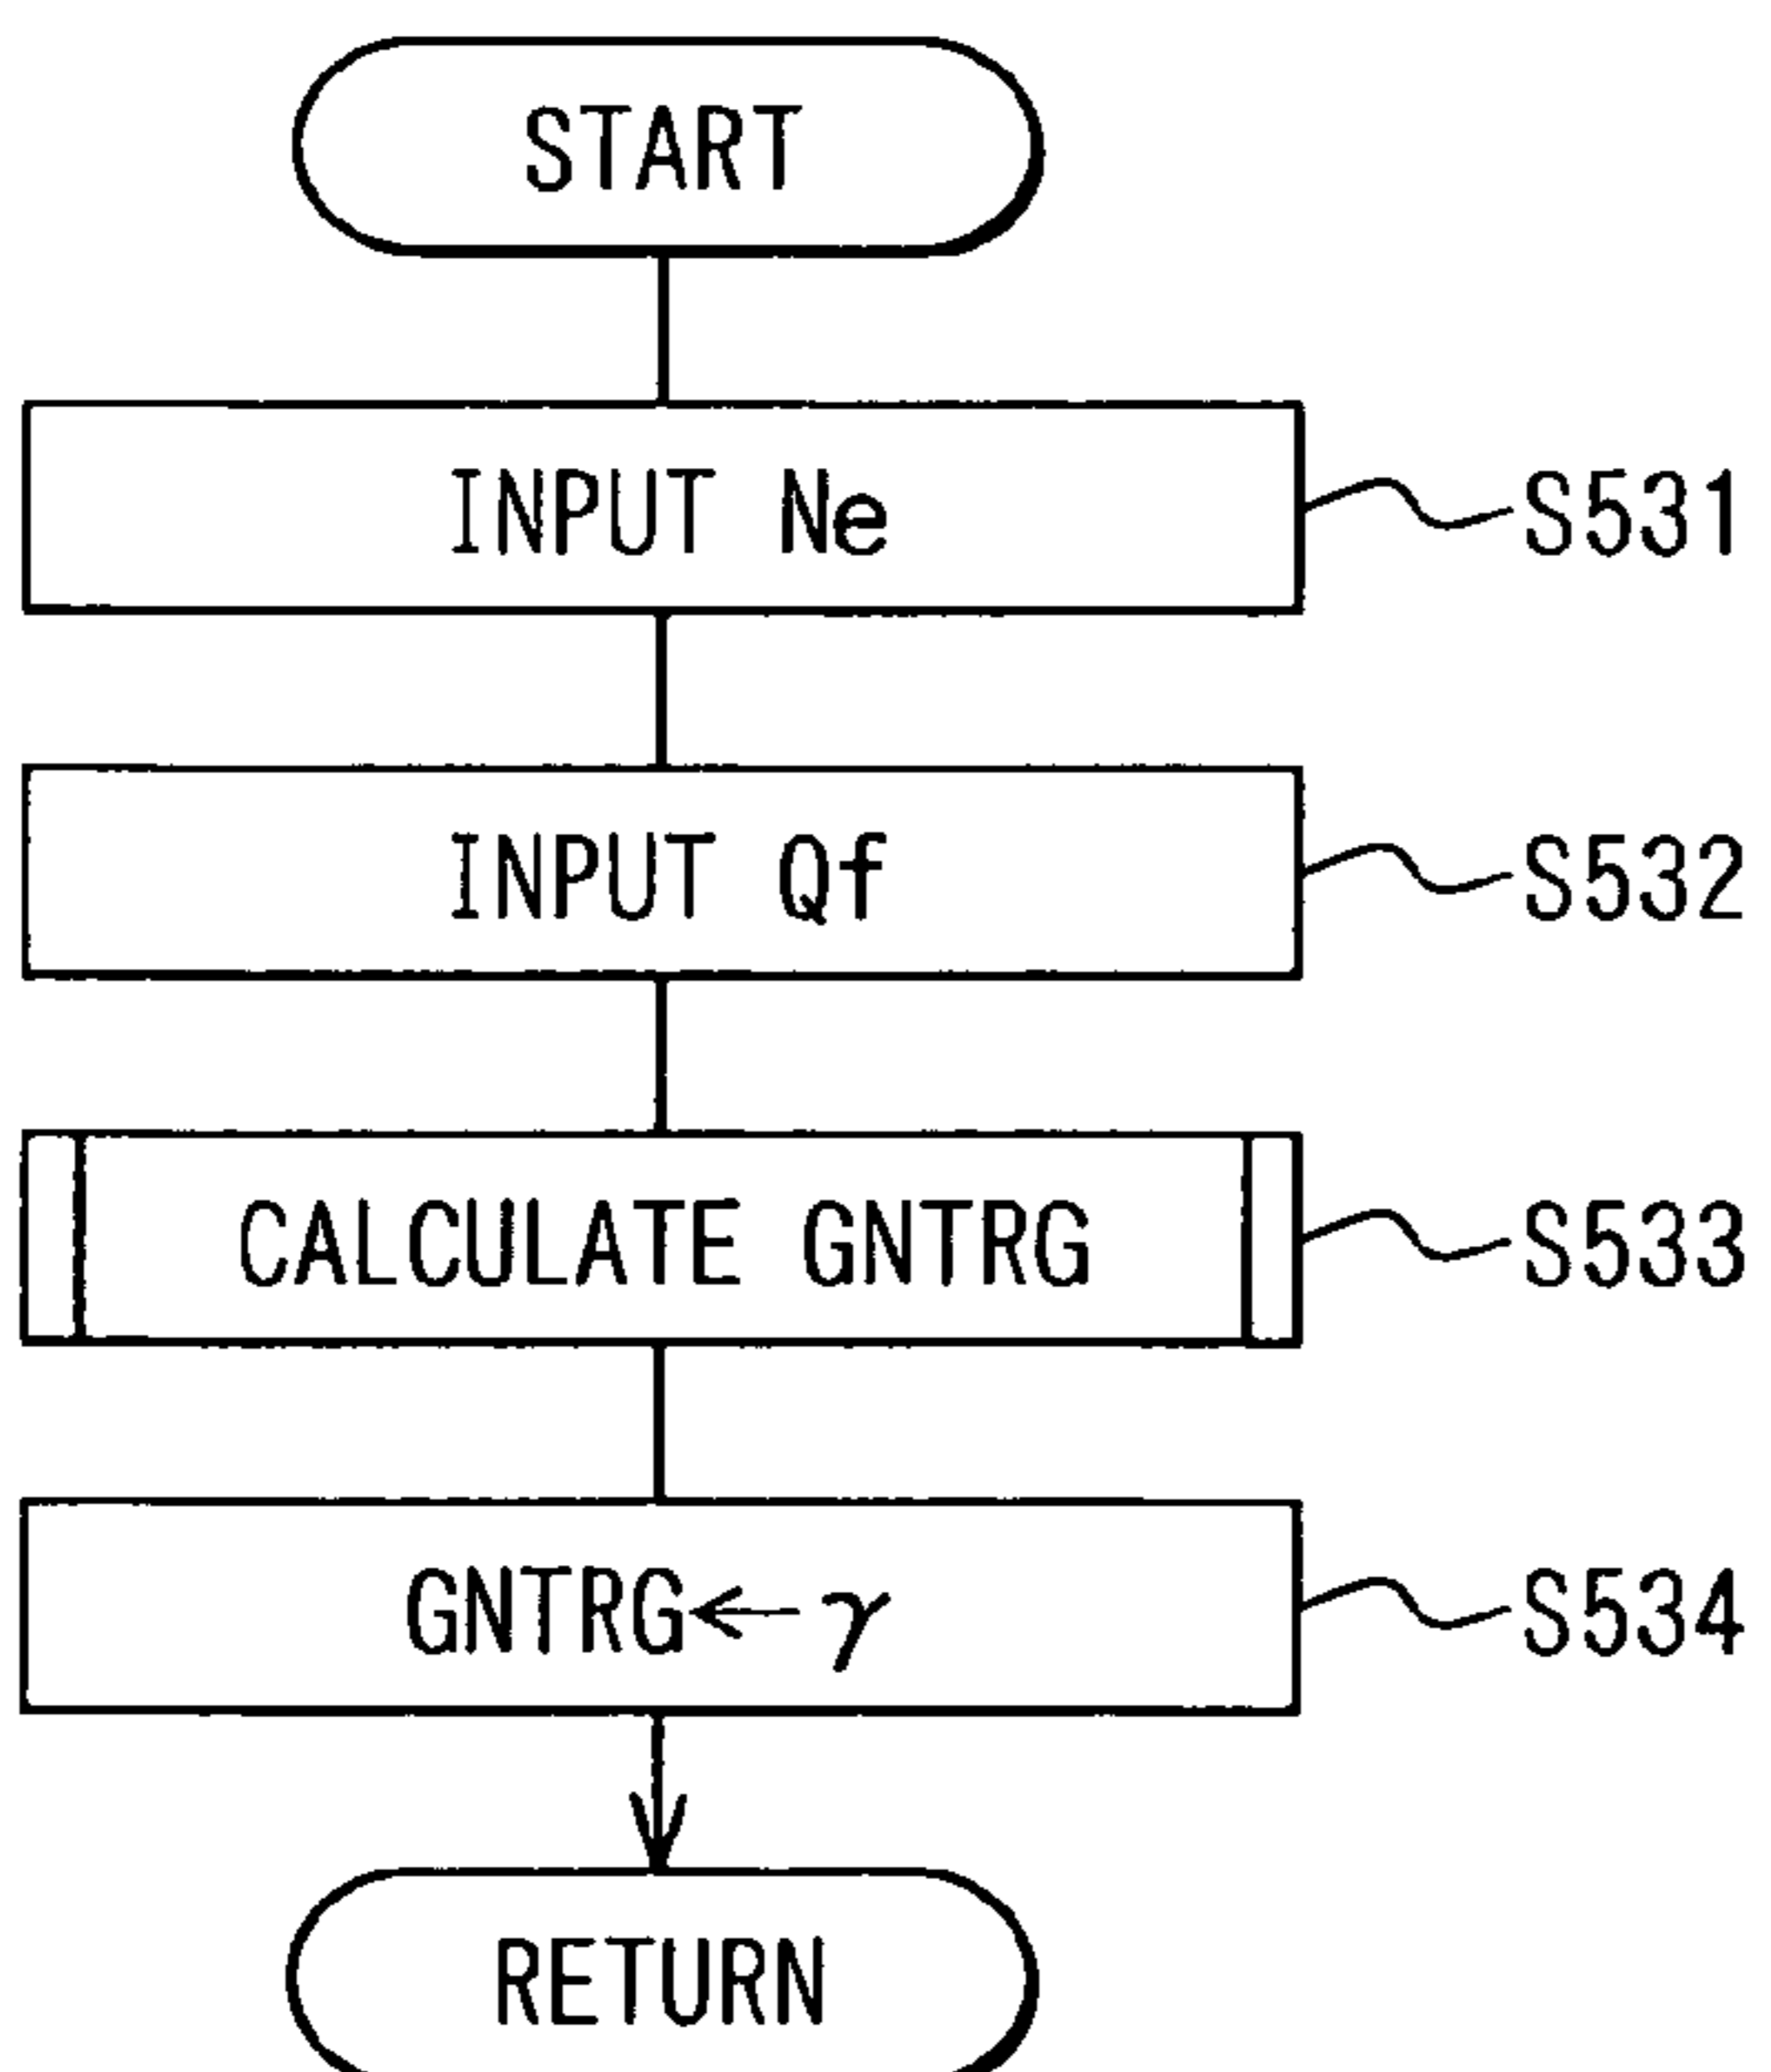 START
INPUT Ne
S531
INPUT Qf
S532
CALCULATE GNTRG
S533
GNTRG←γ
S534
RETURN